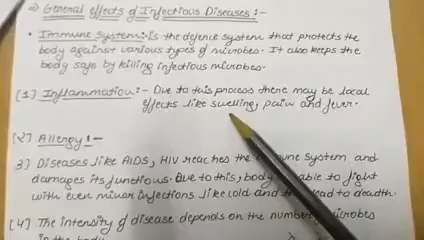 General effects of Infectious Diseases:-
• Immune System:- Is the defence system that protects the
body against various types of microbes. It also keeps the
body safe by killing infectious microbes.
(1) Inflammation:- Due to this process there may be local
effects like swelling, pain and fever.
(2) Allergy:-
3) Diseases like AIDS, HIV reaches the system and
damages its functions. Due to this, body to fight
with even minor infections like cold and lead to death.
(4) The intensity of disease depends on the number microbes
in the body.